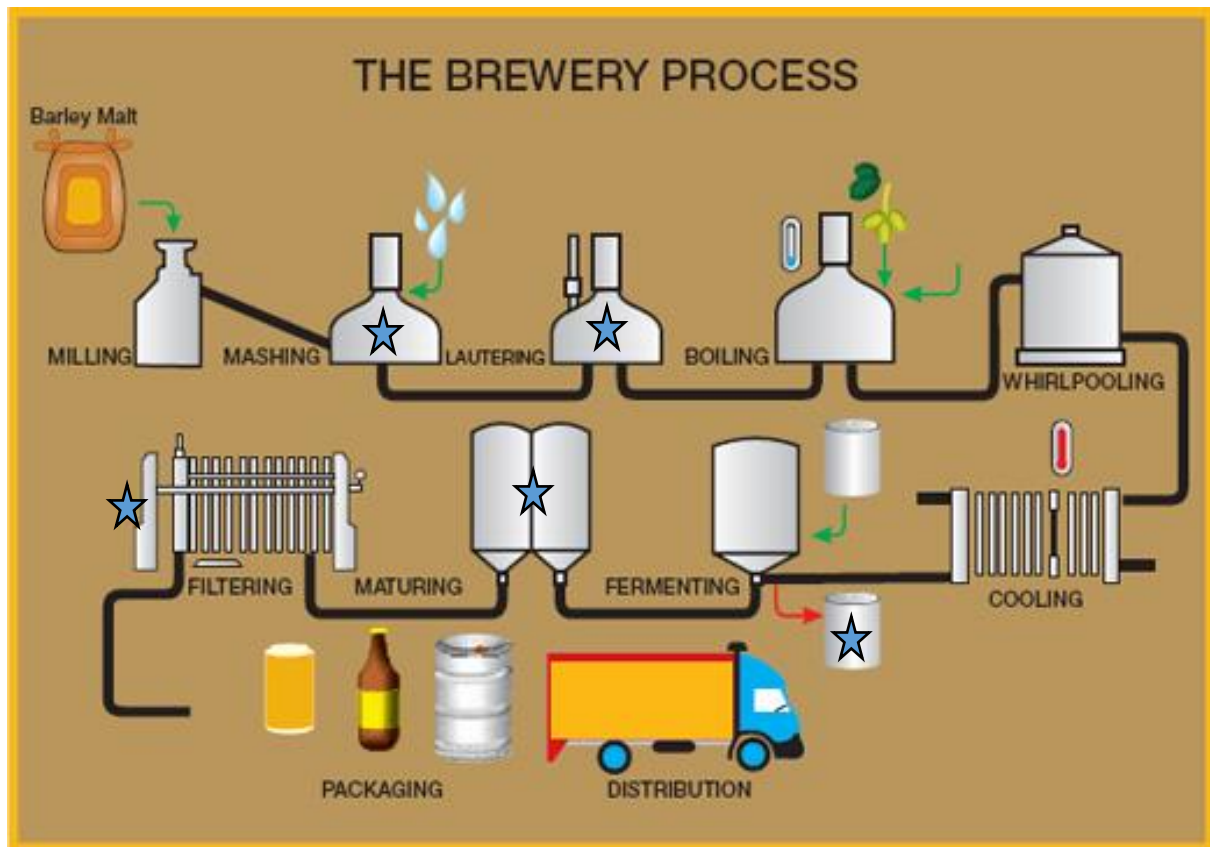 THE BREWERY PROCESS
Barley Malt
MILLING
MASHING
LAUTERING
BOILING
WHIRLPOOLING
FILTERING
MATURING
FERMENTING
COOLING
PACKAGING
DISTRIBUTION